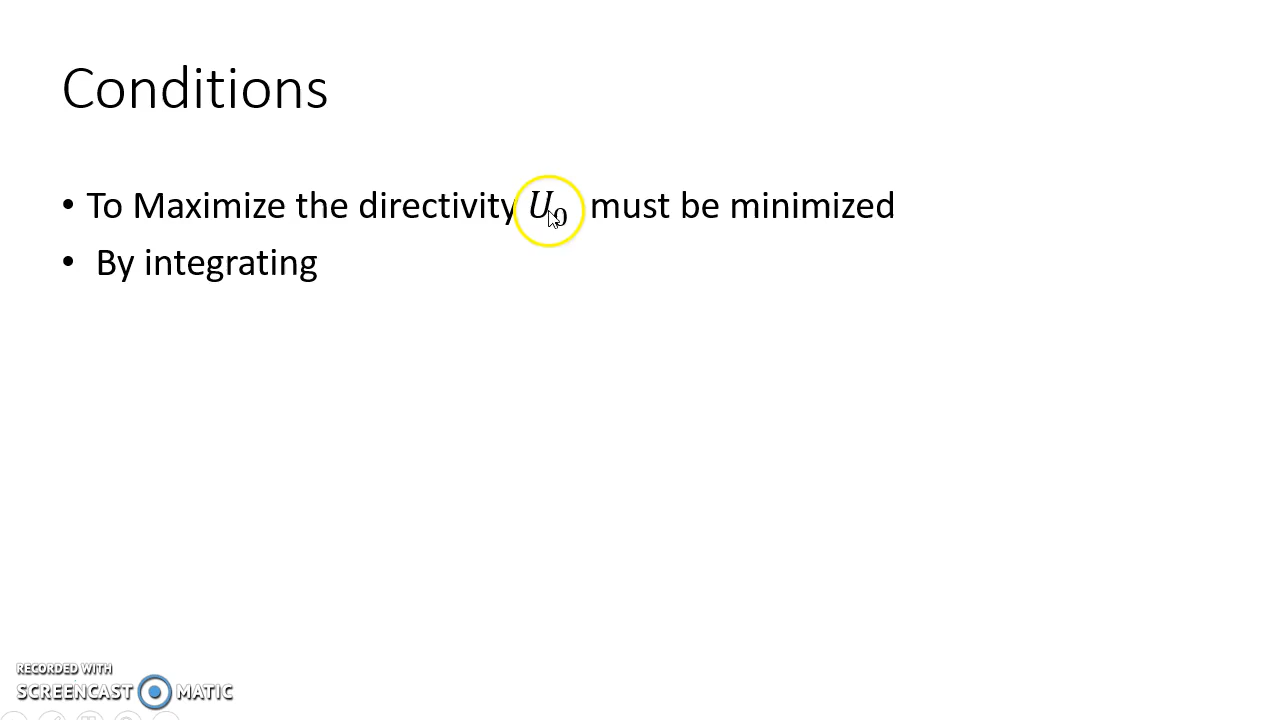 Conditions
• To Maximize the directivity U₀ must be minimized
• By integrating
RECORDED WITH
SCREENCAST MATIC